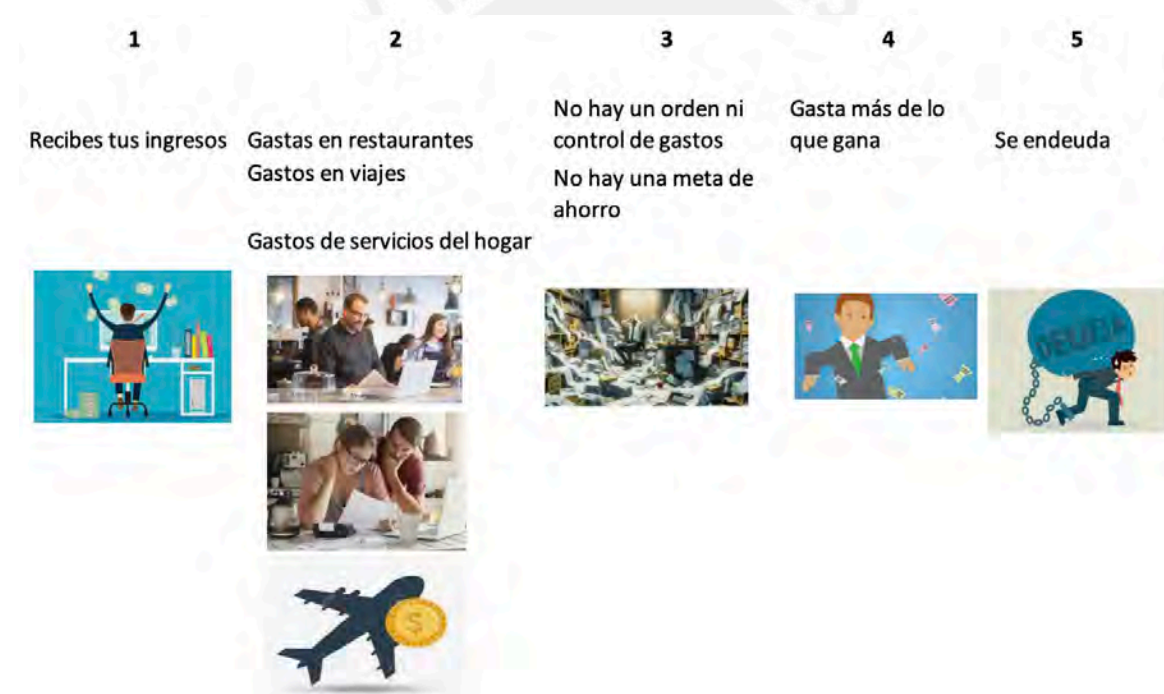 1
2
3
4
5
Recibes tus ingresos
Gastas en restaurantes
Gastos en viajes
Gastos de servicios del hogar
No hay un orden ni
control de gastos
No hay una meta de
ahorro
Gasta más de lo
que gana
Se endeuda
$
DEUDA